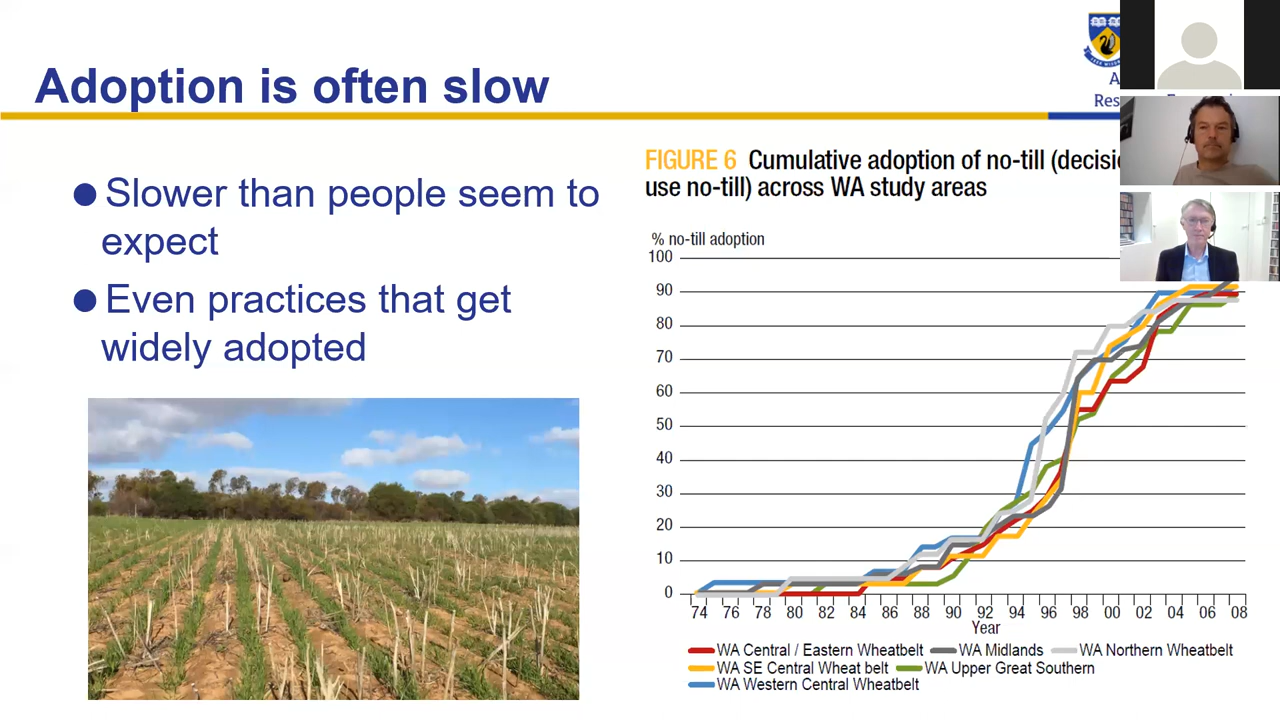 Adoption is often slow
● Slower than people seem to
expect
● Even practices that get
widely adopted
A
Res
FIGURE 6 Cumulative adoption of no-till (decisi
use no-till) across WA study areas
% no-till adoption
100
90
80
70
60
50
40
30
20
10
0
74 76 78 80 82 84 86 88 90 92 94 96 98 00 02 04 06 08
Year
WA Central / Eastern Wheatbelt WA Midlands WA Northern Wheatbelt
WA SE Central Wheat belt WA Upper Great Southern
WA Western Central Wheatbelt